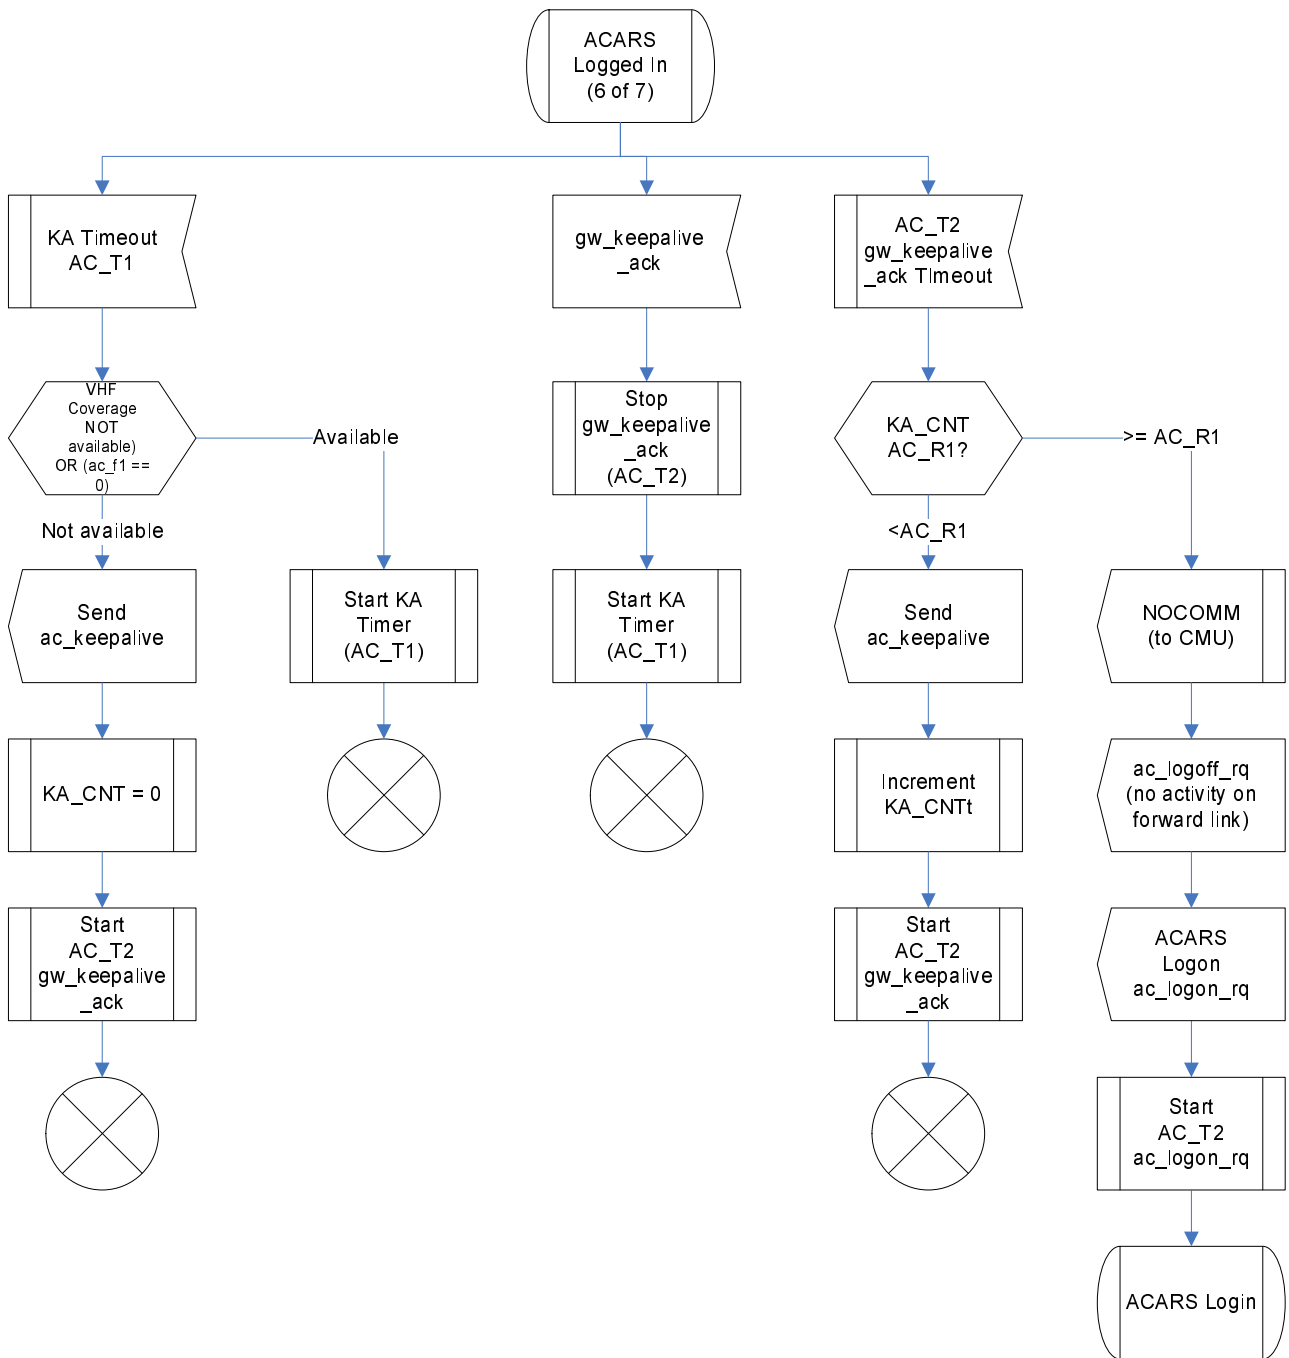 ACARS
Logged In
(6 of 7)
KA Timeout
AC_T1
gw_keepalive
_ack
AC_T2
gw_keepalive
_ack TImeout
VHF
Coverage
NOT
available)
OR (ac_f1 ==
0)
Available
Stop
gw_keepalive
_ack
(AC_T2)
KA_CNT
AC_R1?
>= AC_R1
Not available
<AC_R1
Send
ac_keepalive
Start KA
Timer
(AC_T1)
Start KA
Timer
(AC_T1)
Send
ac_keepalive
NOCOMM
(to CMU)
KA_CNT = 0
Increment
KA_CNTt
ac_logoff_rq
(no activity on
forward link)
Start
AC_T2
gw_keepalive
_ack
Start
AC_T2
gw_keepalive
_ack
ACARS
Logon
ac_logon_rq
Start
AC_T2
ac_logon_rq
ACARS Login